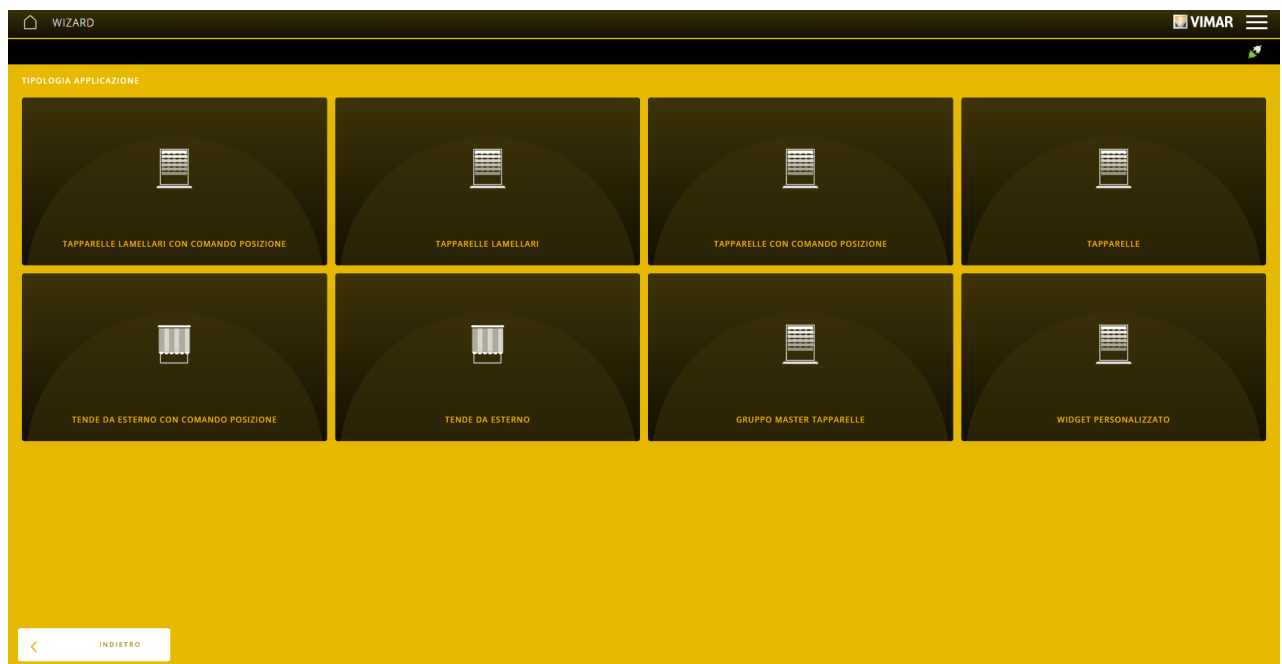 WIZARD
VIMAR
TIPOLOGIA APPLICAZIONE
TAPPARELLE LAMELLARI CON COMANDO POSIZIONE
TAPPARELLE LAMELLARI
TAPPARELLE CON COMANDO POSIZIONE
TAPPARELLE
TENDE DA ESTERNO CON COMANDO POSIZIONE
TENDE DA ESTERNO
GRUPPO MASTER TAPPARELLE
WIDGET PERSONALIZZATO
INDIETRO